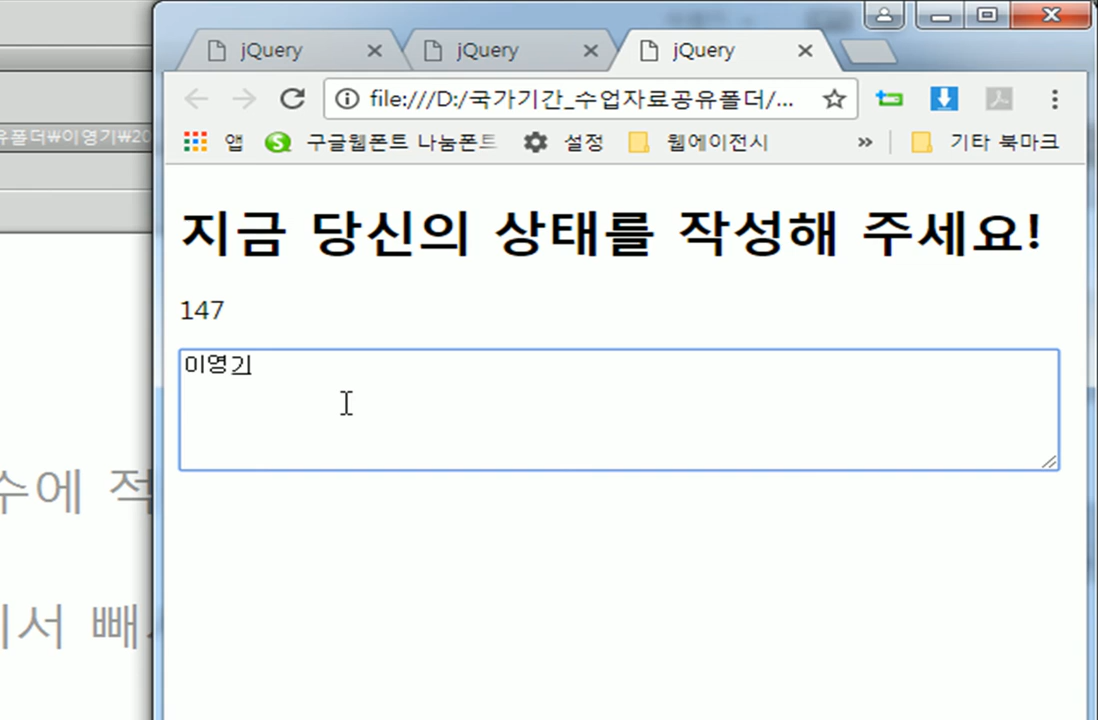 jQuery jQuery jQuery
file:///D:/국가기간_수업자료공유폴더/...
유폴더₩이영기₩20
앱 구글웹폰트 나눔폰트 설정 웹에이전시 » 기타 북마크
지금 당신의 상태를 작성해 주세요!
147
이영기
수에 적
에서 빼